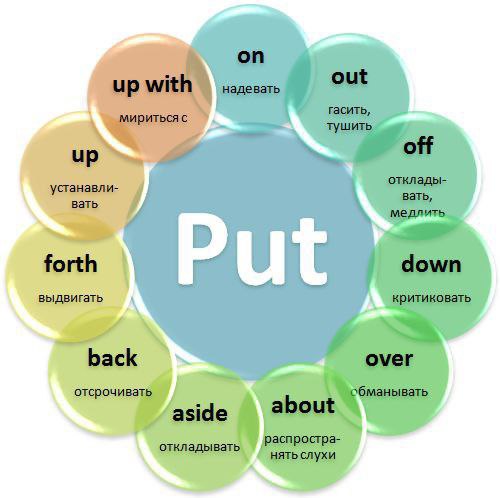 Put
on
надевать
out
гасить,
тушить
off
отклады-
вать,
медлить
down
критиковать
over
обманывать
about
распростра-
нять слухи
aside
откладывать
back
отсрочивать
forth
выдвигать
up
устанавли-
вать
up with
мириться с